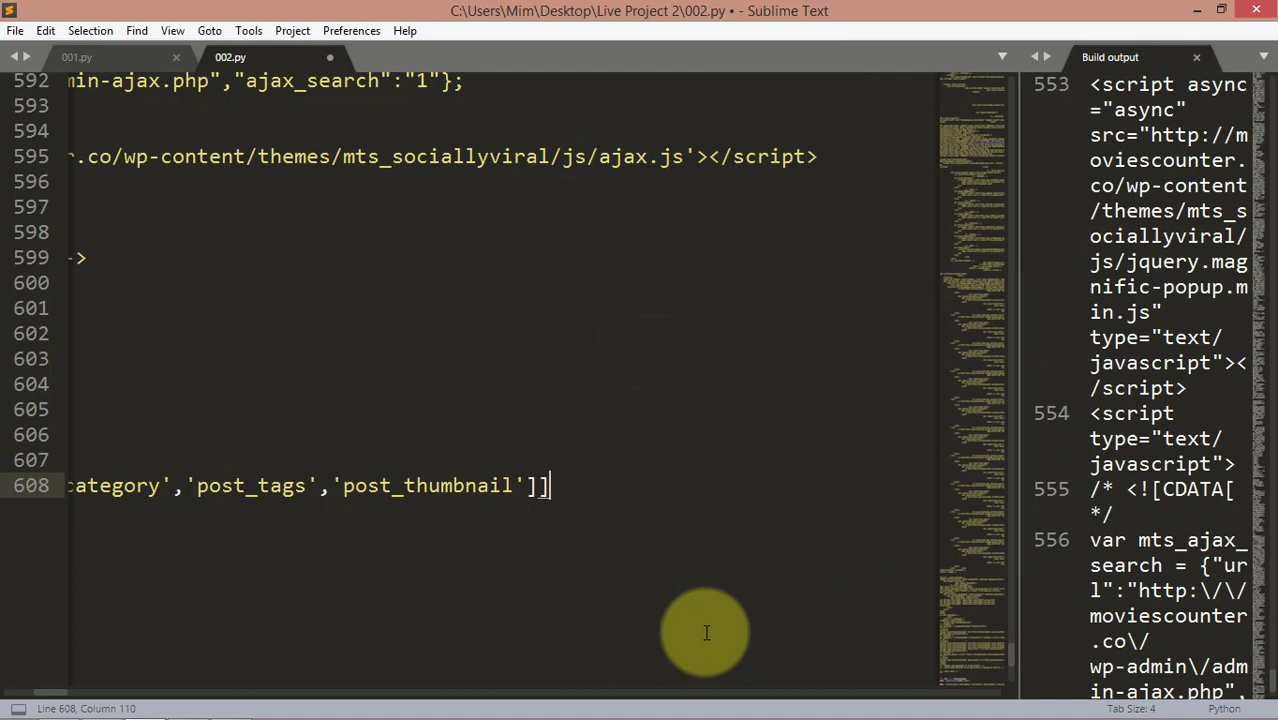 C:\Users\Mim\Desktop\Live Project 2\002.py • - Sublime Text
File Edit Selection Find View Goto Tools Project Preferences Help
001.py 002.py Build output
592 min-ajax.php","ajax_search":"1"};
593
594
595 r.co/wp-content/themes/mts_sociallyviral/js/ajax.js'></script>
596
597
598
599 ->
600
601
602
603
604
605
606
607
608 category','post_tags','post_thumbnail']]
553 <script async
="async"
src="http://m
oviescounter.
co/wp-content
/themes/mts_s
ociallyviral/
js/jquery.mag
nific-popup.m
in.js"
type="text/
javascript"><
/script>
554 <script
type="text/
javascript">
555 /* <![CDATA[
*/
556 var mts_ajax_
search = {"ur
l":"http:\/\/
moviescounter
.co\/
wp-admin\/adm
in-ajax.php",
Line 608, Column 110 Tab Size: 4 Python